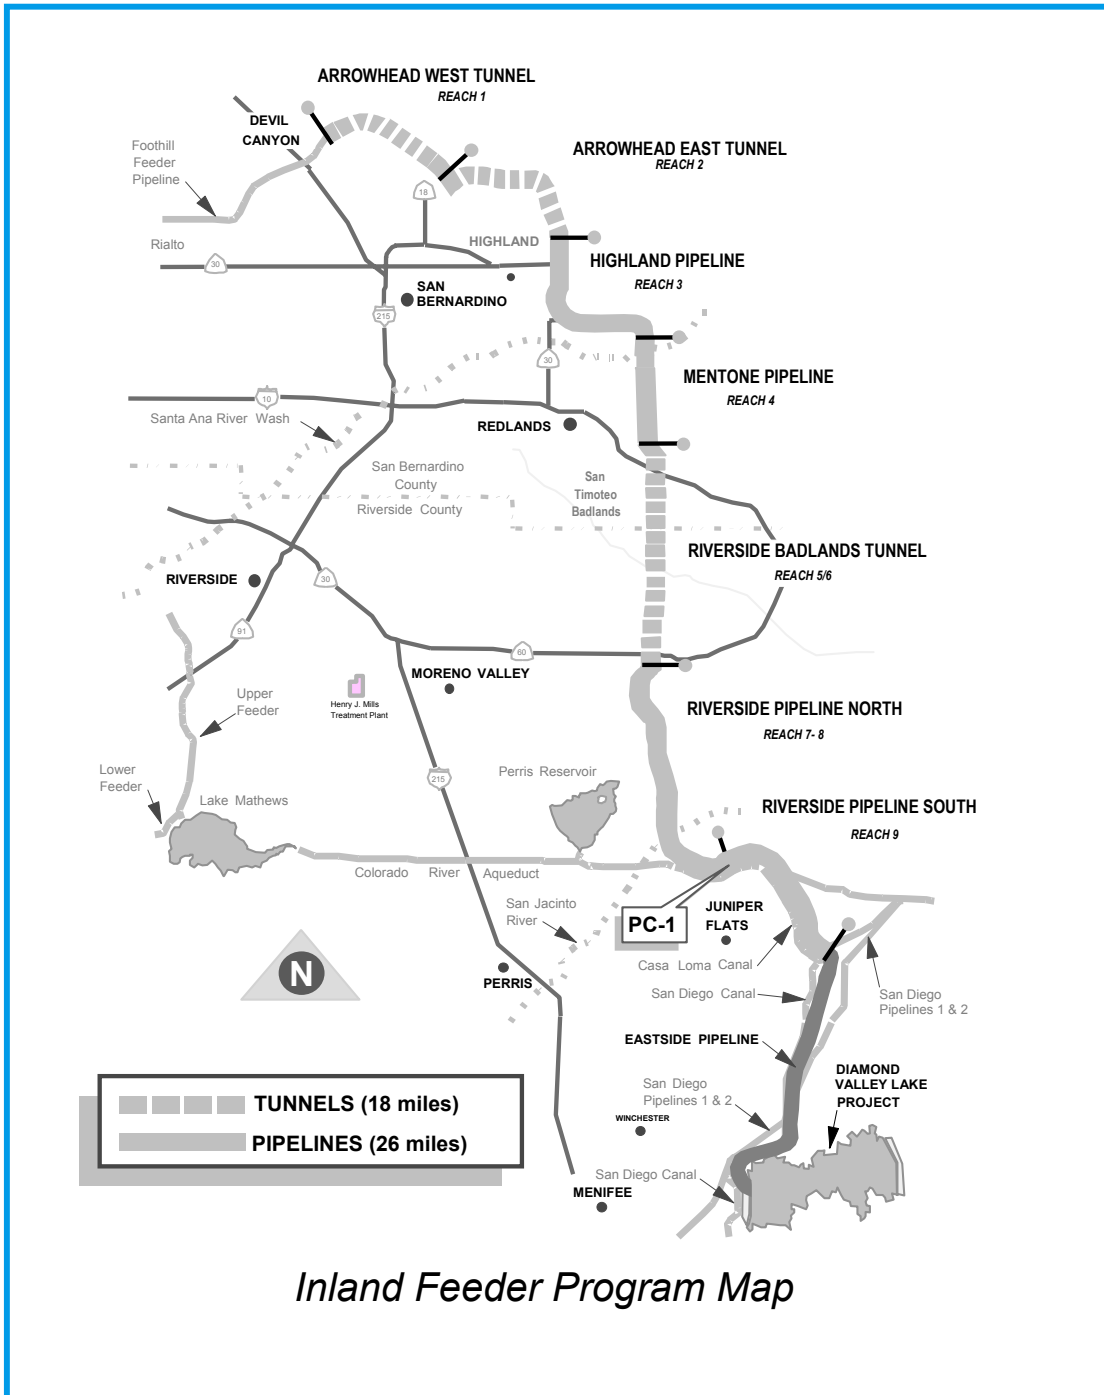 ARROWHEAD WEST TUNNEL
REACH 1
DEVIL
CANYON
Foothill
Feeder
Pipeline
ARROWHEAD EAST TUNNEL
REACH 2
18
HIGHLAND
Rialto
30
HIGHLAND PIPELINE
REACH 3
SAN
BERNARDINO
215
30
MENTONE PIPELINE
REACH 4
10
Santa Ana River Wash
REDLANDS
San Bernardino
County
Riverside County
San
Timoteo
Badlands
RIVERSIDE BADLANDS TUNNEL
REACH 5/6
RIVERSIDE
30
91
60
MORENO VALLEY
Henry J. Mills
Treatment Plant
Upper
Feeder
RIVERSIDE PIPELINE NORTH
REACH 7- 8
Lower
Feeder
Lake Mathews
215
Perris Reservoir
RIVERSIDE PIPELINE SOUTH
REACH 9
Colorado River Aqueduct
San Jacinto
River
PC-1
JUNIPER
FLATS
Casa Loma Canal
N
PERRIS
San Diego Canal
San Diego
Pipelines 1 & 2
EASTSIDE PIPELINE
DIAMOND
VALLEY LAKE
PROJECT
San Diego
Pipelines 1 & 2
WINCHESTER
TUNNELS (18 miles)
PIPELINES (26 miles)
San Diego Canal
MENIFEE
Inland Feeder Program Map